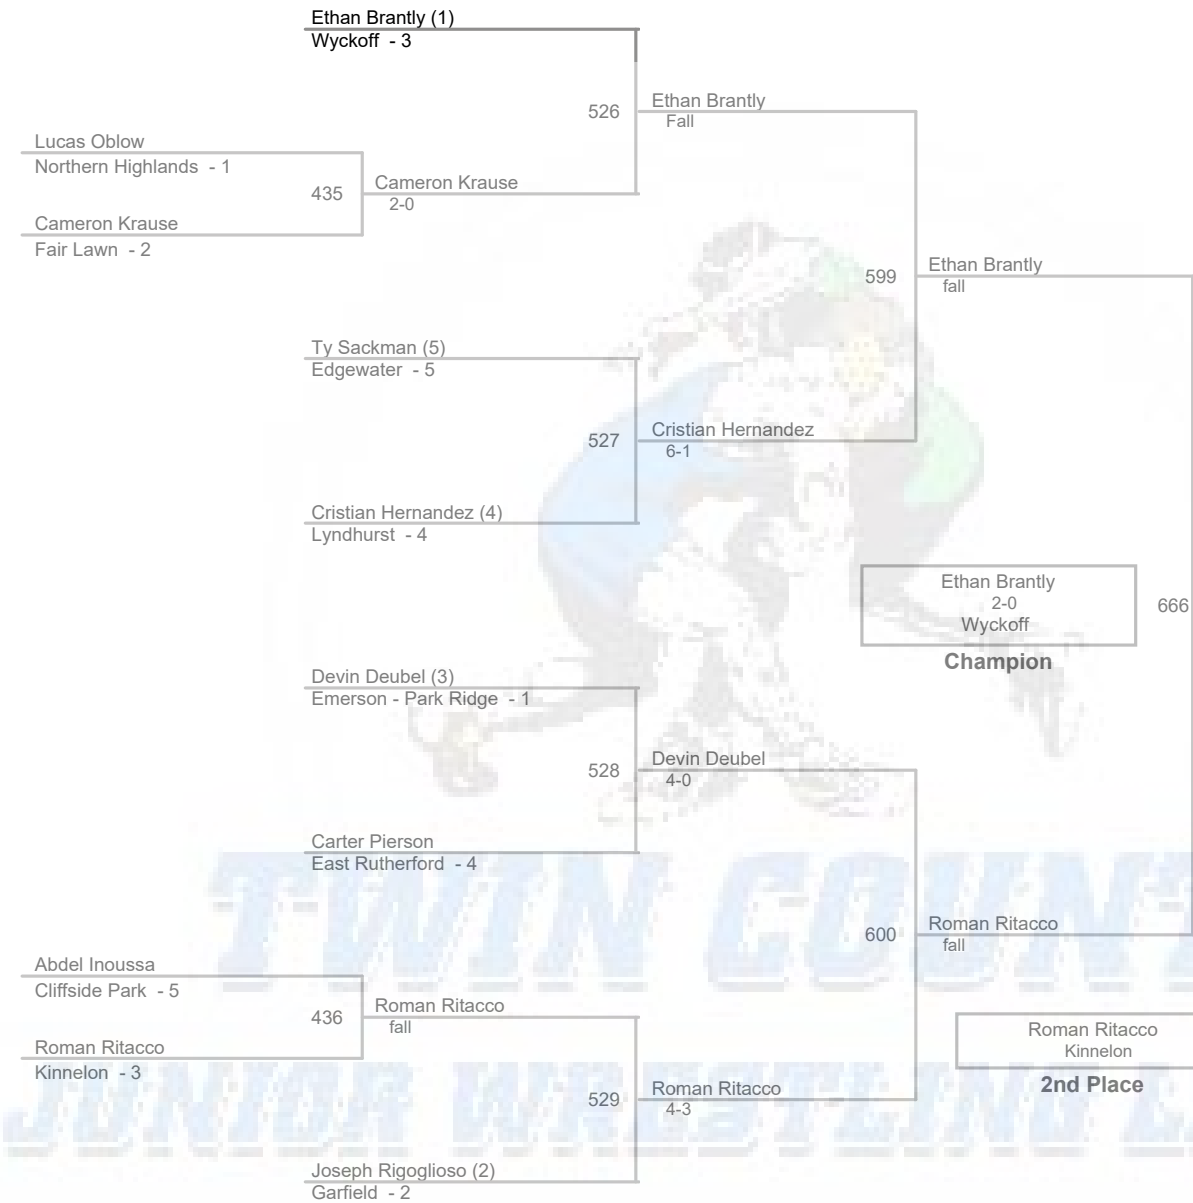 Ethan Brantly (1)
Wyckoff - 3
526
Ethan Brantly
Fall
Lucas Oblow
Northern Highlands - 1
435
Cameron Krause
2-0
Cameron Krause
Fair Lawn - 2
599
Ethan Brantly
fall
Ty Sackman (5)
Edgewater - 5
527
Cristian Hernandez
6-1
Cristian Hernandez (4)
Lyndhurst - 4
Ethan Brantly
2-0
Wyckoff
666
Champion
Devin Deubel (3)
Emerson - Park Ridge - 1
528
Devin Deubel
4-0
Carter Pierson
East Rutherford - 4
TWIN COUNT
600
Roman Ritacco
fall
Abdel Inoussa
Cliffside Park - 5
436
Roman Ritacco
fall
Roman Ritacco
Kinnelon - 3
Roman Ritacco
Kinnelon
2nd Place
JUNIOR WRESTLING L
529
Roman Ritacco
4-3
Joseph Rigoglioso (2)
Garfield - 2